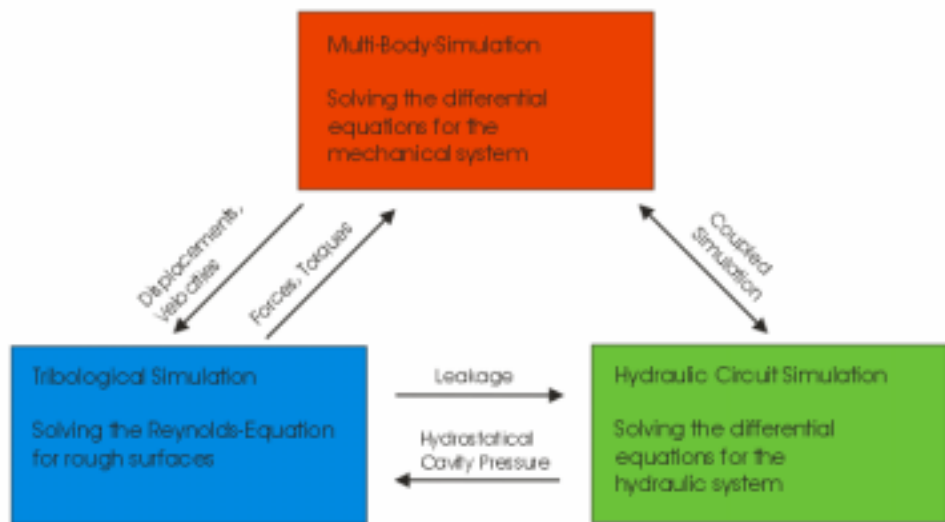 Multi-Body-Simulation
Solving the differential
equations for the
mechanical system
Displacements,
Velocities
Forces, Torques
Coupled
Simulation
Tribological Simulation
Solving the Reynolds-Equation
for rough surfaces
Leakage
Hydrostatical
Cavity Pressure
Hydraulic Circuit Simulation
Solving the differential
equations for the
hydraulic system